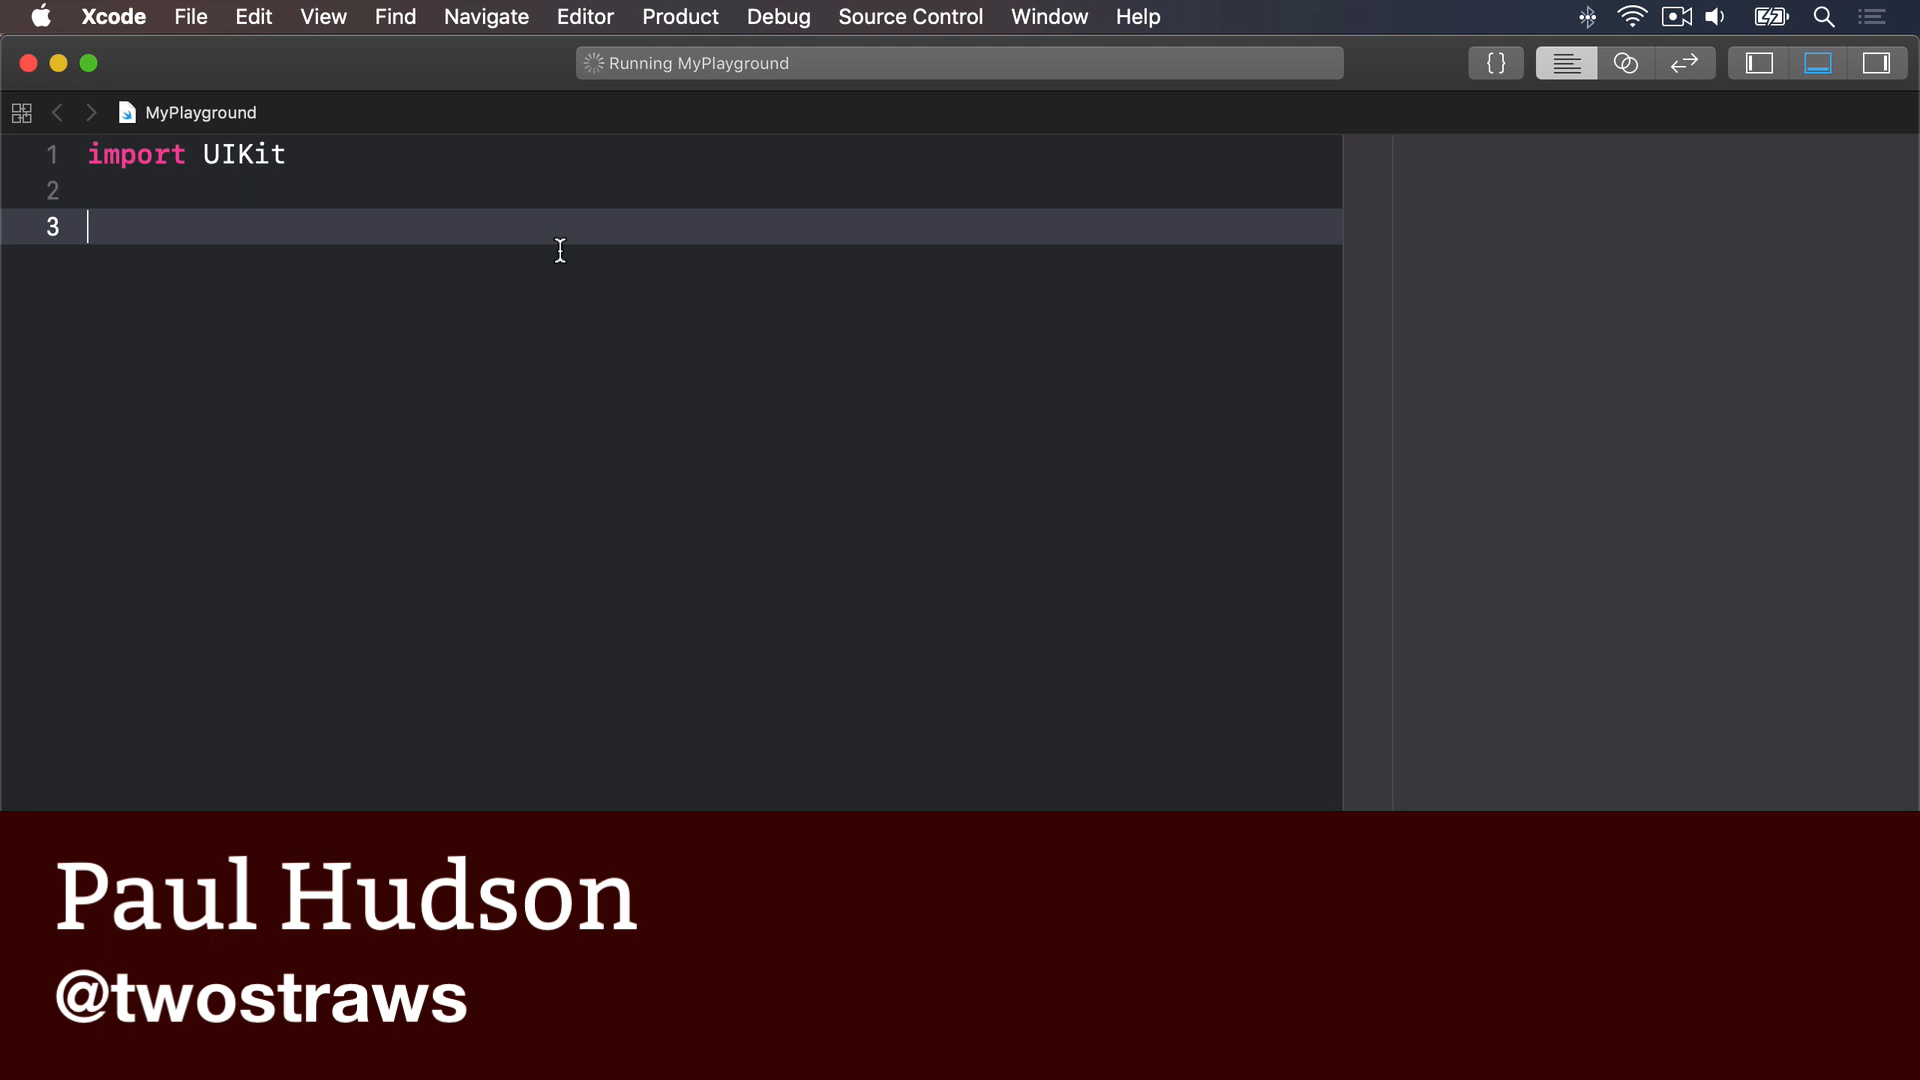 Xcode File Edit View Find Navigate Editor Product Debug Source Control Window Help
Running MyPlayground
{}
MyPlayground
1 import UIKit
2
3
Paul Hudson
@twostraws